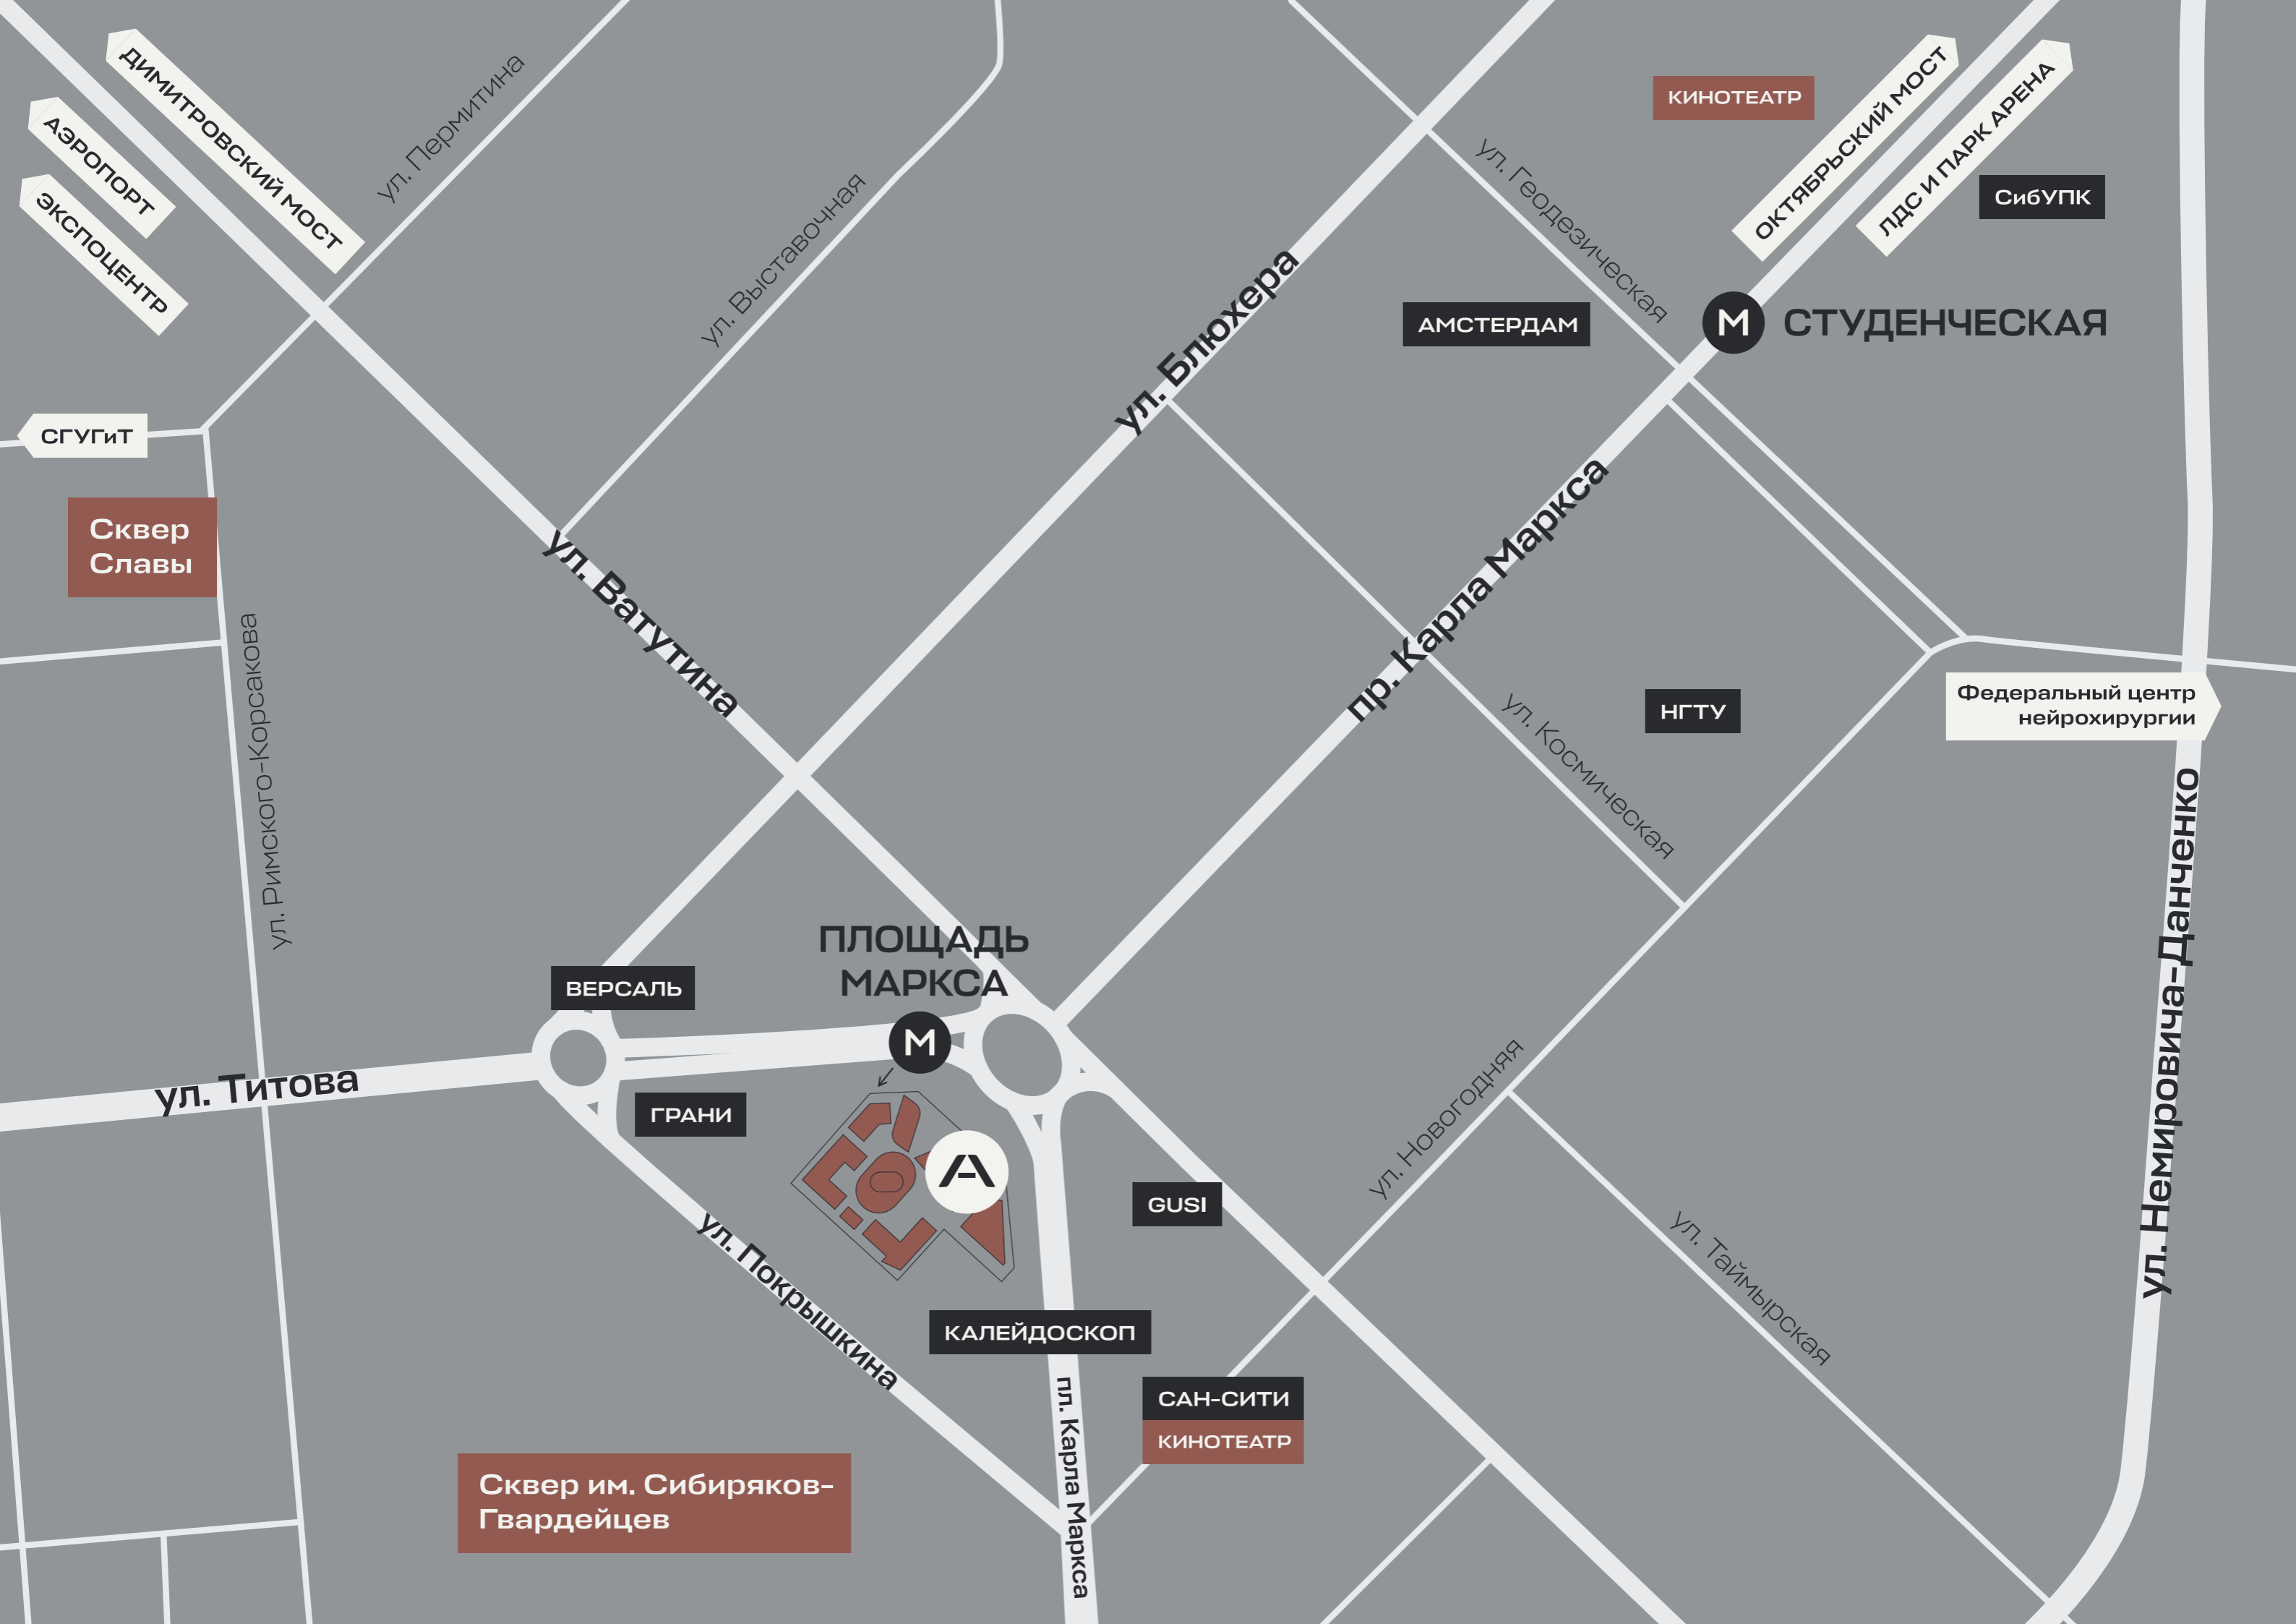 ДИМИТРОВСКИЙ МОСТ
АЭРОПОРТ
ЭКСПОЦЕНТР
ул. Пермитина
ул. Выставочная
ул. Блюхера
ул. Геодезическая
КИНОТЕАТР
ОКТЯБРЬСКИЙ МОСТ
ЛДС И ПАРК АРЕНА
СибУПК
АМСТЕРДАМ
М
СТУДЕНЧЕСКАЯ
СГУГиТ
Сквер
Славы
ул. Ватутина
пр. Карла Маркса
ул. Римского-Корсакова
ул. Космическая
НГТУ
Федеральный центр
нейрохирургии
ул. Немировича-Данченко
ПЛОЩАДЬ
МАРКСА
М
ВЕРСАЛЬ
ул. Титова
ГРАНИ
А
GUSI
ул. Новогодняя
ул. Таймырская
ул. Покрышкина
КАЛЕЙДОСКОП
пл. Карла Маркса
САН-СИТИ
КИНОТЕАТР
Сквер им. Сибиряков-
Гвардейцев